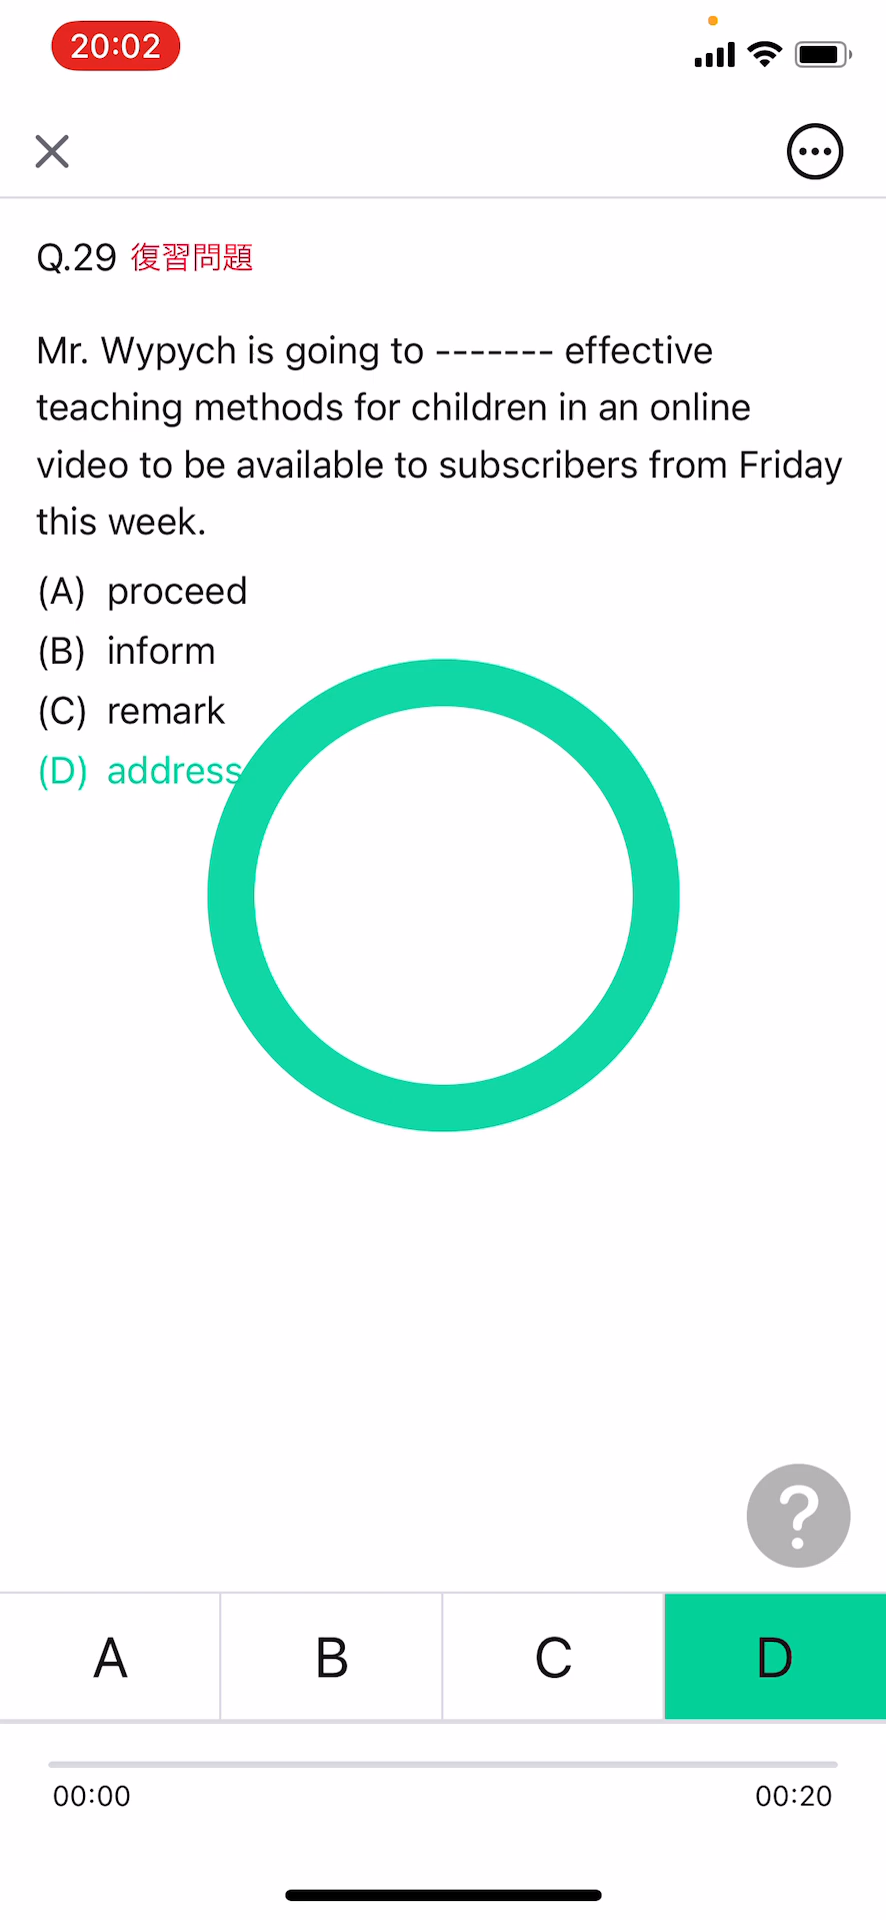 20:02
Q.29 復習問題
Mr. Wypych is going to ------- effective
teaching methods for children in an online
video to be available to subscribers from Friday
this week.
(A) proceed
(B) inform
(C) remark
(D) address
?
A B C D
00:00 00:20